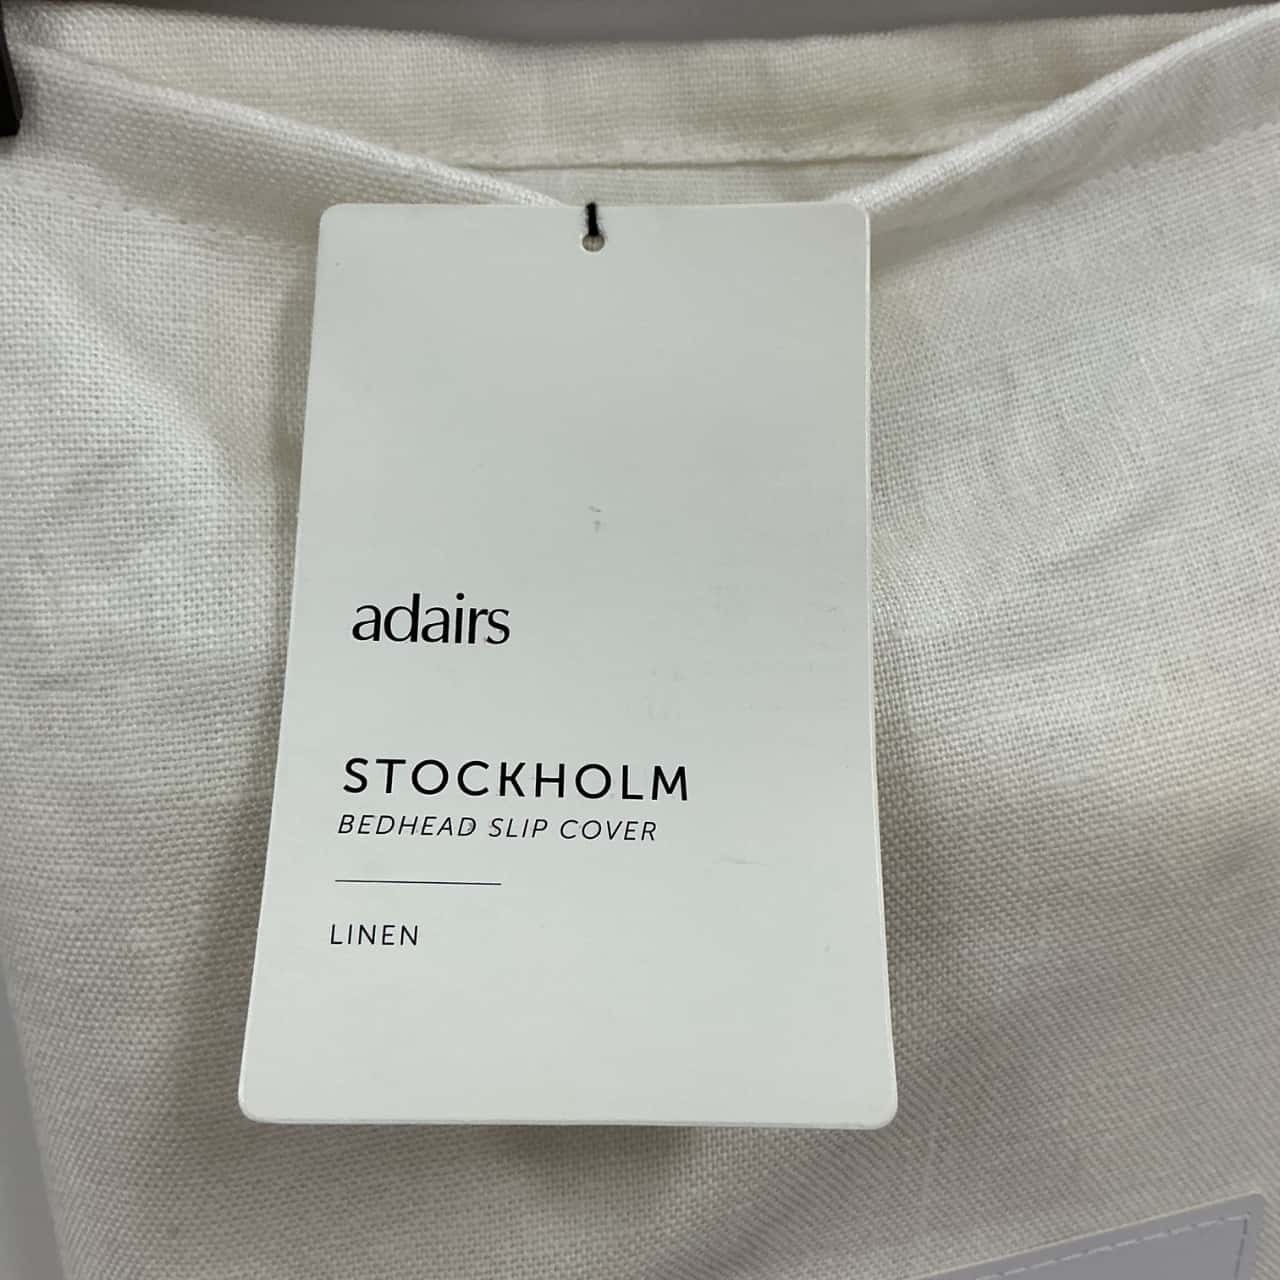 adairs
STOCKHOLM
BEDHEAD SLIP COVER
LINEN